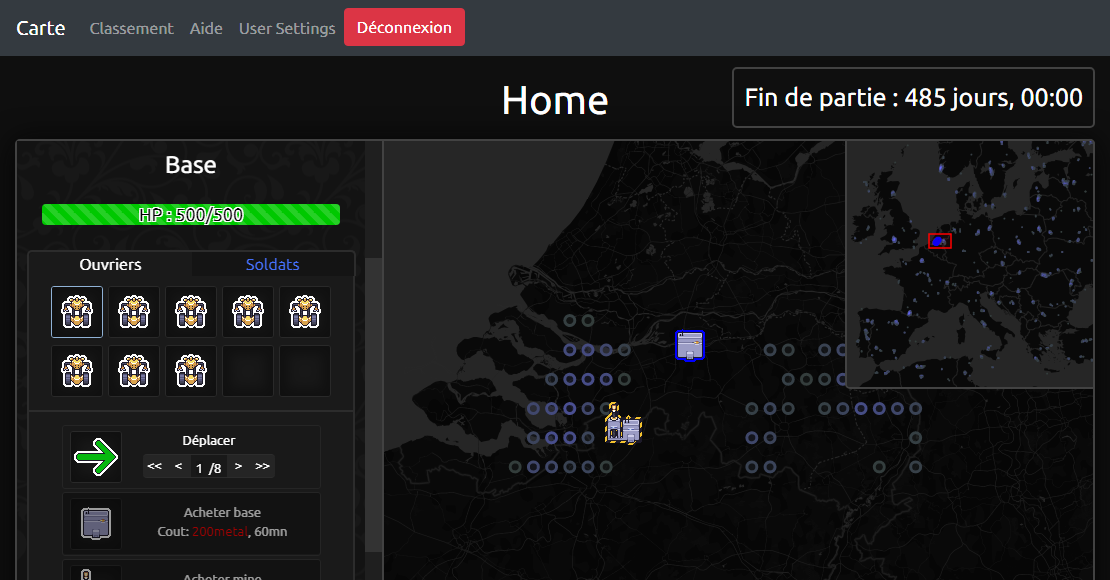 Carte Classement Aide User Settings Déconnexion
Home
Fin de partie : 485 jours, 00:00
Base
HP : 500/500
Ouvriers Soldats
Déplacer
<< < 1 /8 > >>
Acheter base
Cout: 200metal, 60mn
Acheter mine